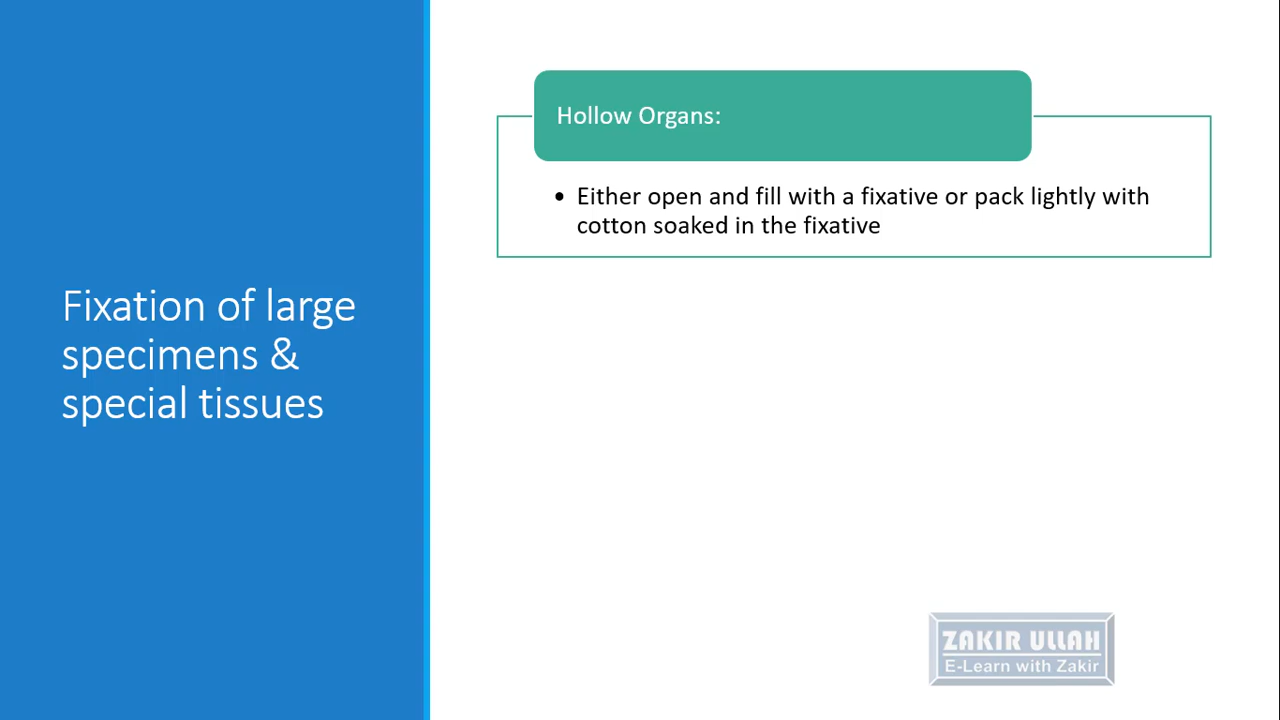 Fixation of large
specimens &
special tissues
Hollow Organs:
• Either open and fill with a fixative or pack lightly with
cotton soaked in the fixative
ZAKIR ULLAH
E-Learn with Zakir